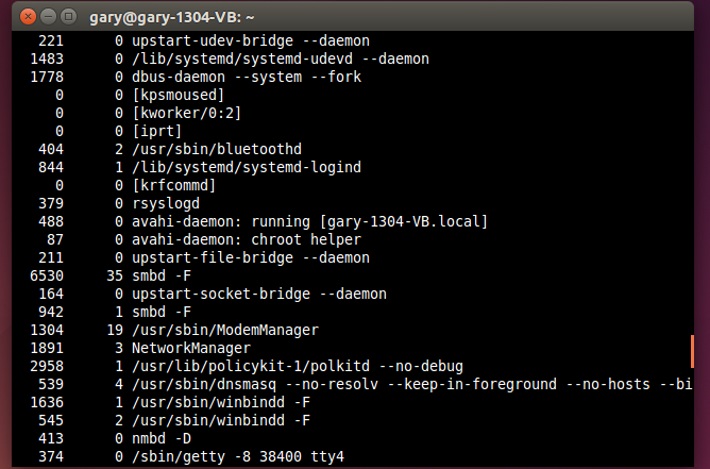 gary@gary-1304-VB: ~
221 0 upstart-udev-bridge --daemon
1483 0 /lib/systemd/systemd-udevd --daemon
1778 0 dbus-daemon --system --fork
0 0 [kpsmoused]
0 0 [kworker/0:2]
0 0 [iprt]
404 2 /usr/sbin/bluetoothd
844 1 /lib/systemd/systemd-logind
0 0 [krfcommd]
379 0 rsyslogd
488 0 avahi-daemon: running [gary-1304-VB.local]
87 0 avahi-daemon: chroot helper
211 0 upstart-file-bridge --daemon
6530 35 smbd -F
164 0 upstart-socket-bridge --daemon
942 1 smbd -F
1304 19 /usr/sbin/ModemManager
1891 3 NetworkManager
2958 1 /usr/lib/policykit-1/polkitd --no-debug
539 4 /usr/sbin/dnsmasq --no-resolv --keep-in-foreground --no-hosts --bi
1636 1 /usr/sbin/winbindd -F
545 2 /usr/sbin/winbindd -F
413 0 nmbd -D
374 0 /sbin/getty -8 38400 tty4